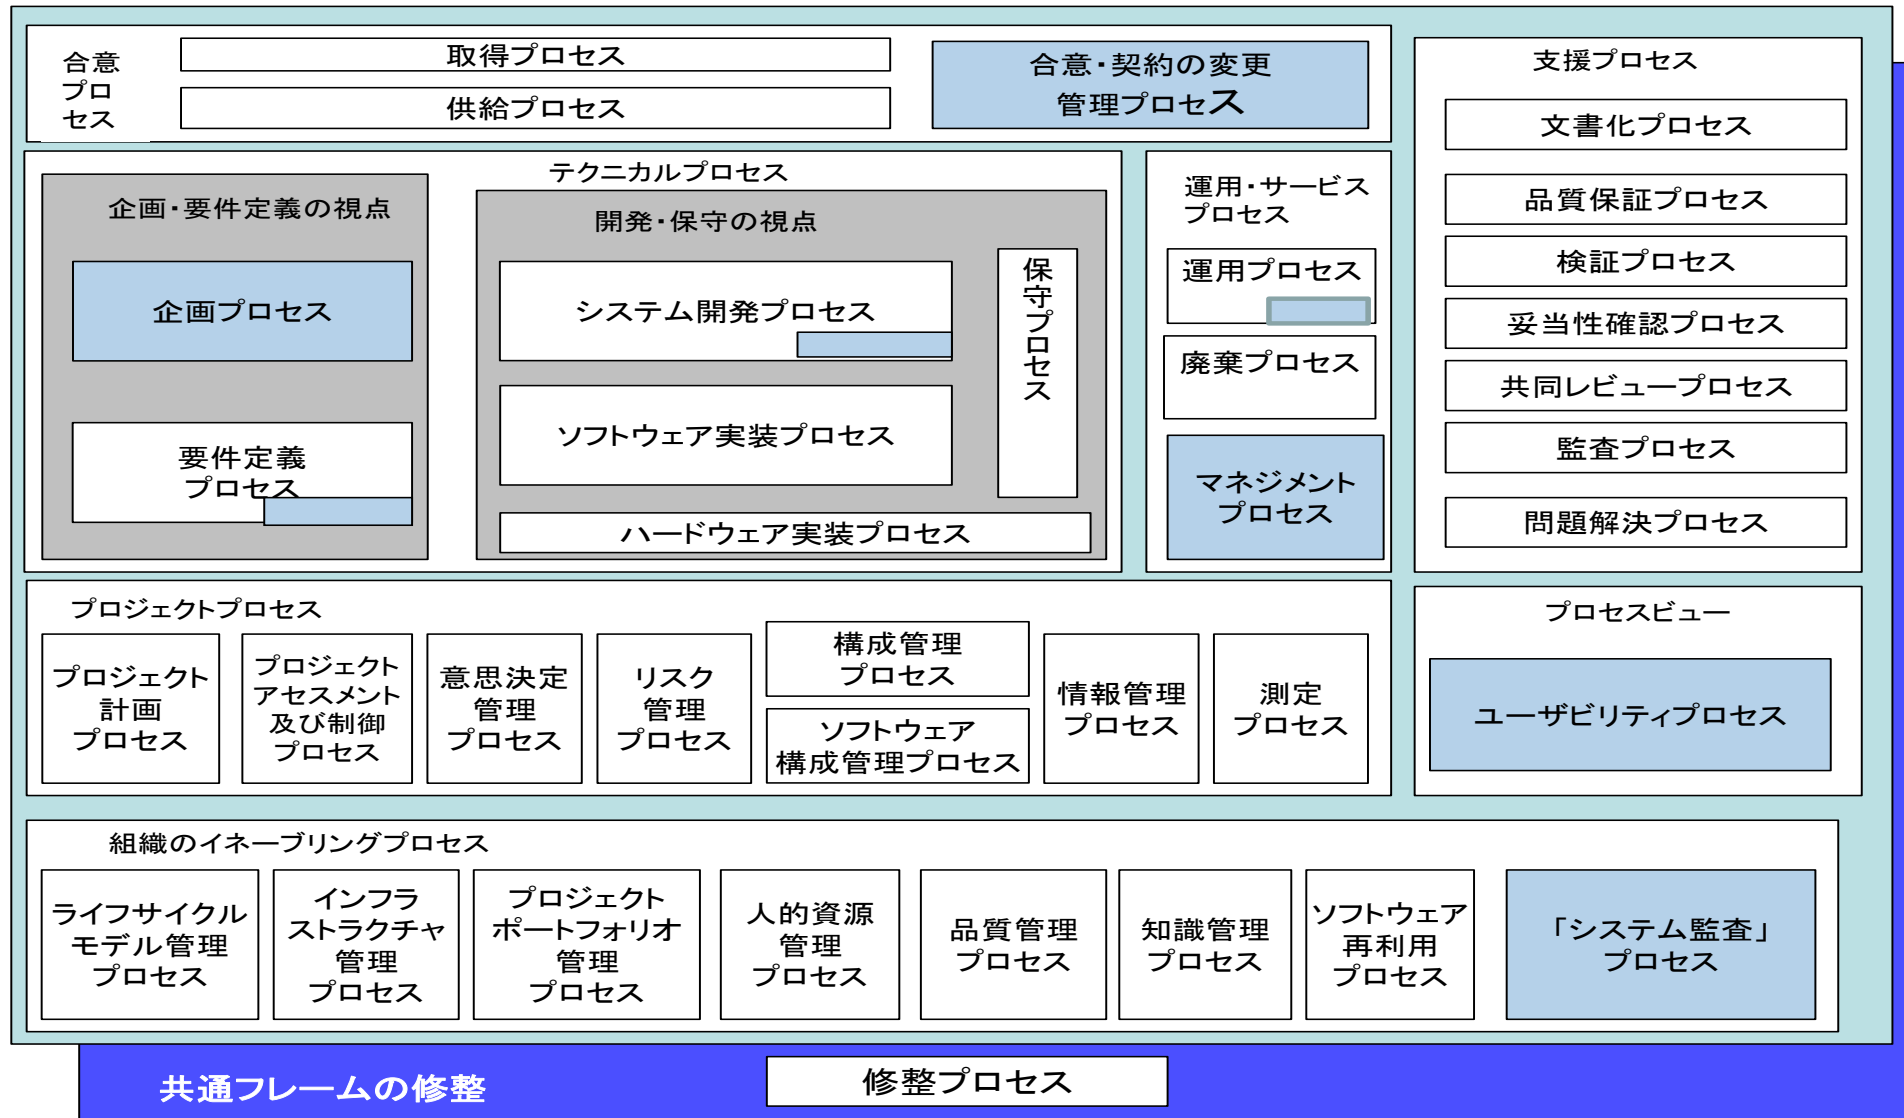 合意
プロ
セス
取得プロセス
供給プロセス
合意・契約の変更
管理プロセス
テクニカルプロセス
企画・要件定義の視点
企画プロセス
要件定義
プロセス
開発・保守の視点
システム開発プロセス
ソフトウェア実装プロセス
保守プロセス
ハードウェア実装プロセス
運用・サービス
プロセス
運用プロセス
廃棄プロセス
マネジメント
プロセス
支援プロセス
文書化プロセス
品質保証プロセス
検証プロセス
妥当性確認プロセス
共同レビュープロセス
監査プロセス
問題解決プロセス
プロジェクトプロセス
プロジェクト
計画
プロセス
プロジェクト
アセスメント
及び制御
プロセス
意思決定
管理
プロセス
リスク
管理
プロセス
構成管理
プロセス
ソフトウェア
構成管理プロセス
情報管理
プロセス
測定
プロセス
プロセスビュー
ユーザビリティプロセス
組織のイネーブリングプロセス
ライフサイクル
モデル管理
プロセス
インフラ
ストラクチャ
管理
プロセス
プロジェクト
ポートフォリオ
管理
プロセス
人的資源
管理
プロセス
品質管理
プロセス
知識管理
プロセス
ソフトウェア
再利用
プロセス
「システム監査」
プロセス
共通フレームの修整
修整プロセス